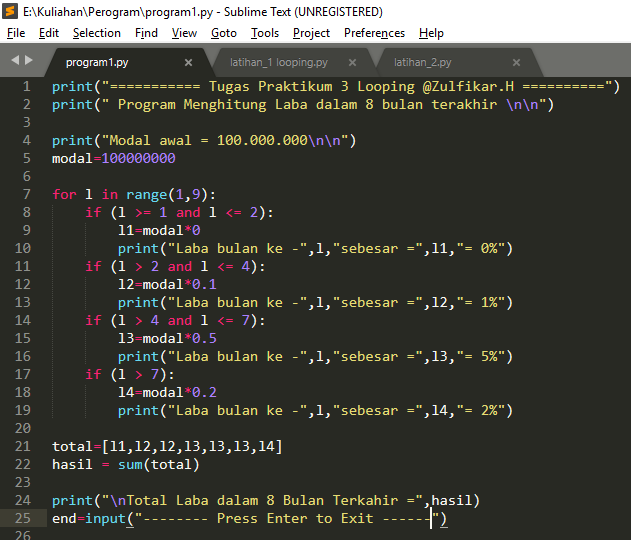 E:\Kuliahan\Perogram\program1.py - Sublime Text (UNREGISTERED)
File Edit Selection Find View Goto Tools Project Preferences Help
program1.py × latihan_1 looping.py × latihan_2.py ×
1 print("=========== Tugas Praktikum 3 Looping @Zulfikar.H ==========")
2 print(" Program Menghitung Laba dalam 8 bulan terakhir \n\n")
3
4 print("Modal awal = 100.000.000\n\n")
5 modal=100000000
6
7 for l in range(1,9):
8     if (l >= 1 and l <= 2):
9         l1=modal*0
10         print("Laba bulan ke -",l,"sebesar =",l1,"= 0%")
11     if (l > 2 and l <= 4):
12         l2=modal*0.1
13         print("Laba bulan ke -",l,"sebesar =",l2,"= 1%")
14     if (l > 4 and l <= 7):
15         l3=modal*0.5
16         print("Laba bulan ke -",l,"sebesar =",l3,"= 5%")
17     if (l > 7):
18         l4=modal*0.2
19         print("Laba bulan ke -",l,"sebesar =",l4,"= 2%")
20
21 total=[l1,l2,l2,l3,l3,l3,l4]
22 hasil = sum(total)
23
24 print("\nTotal Laba dalam 8 Bulan Terkahir =",hasil)
25 end=input("-------- Press Enter to Exit ------")
26